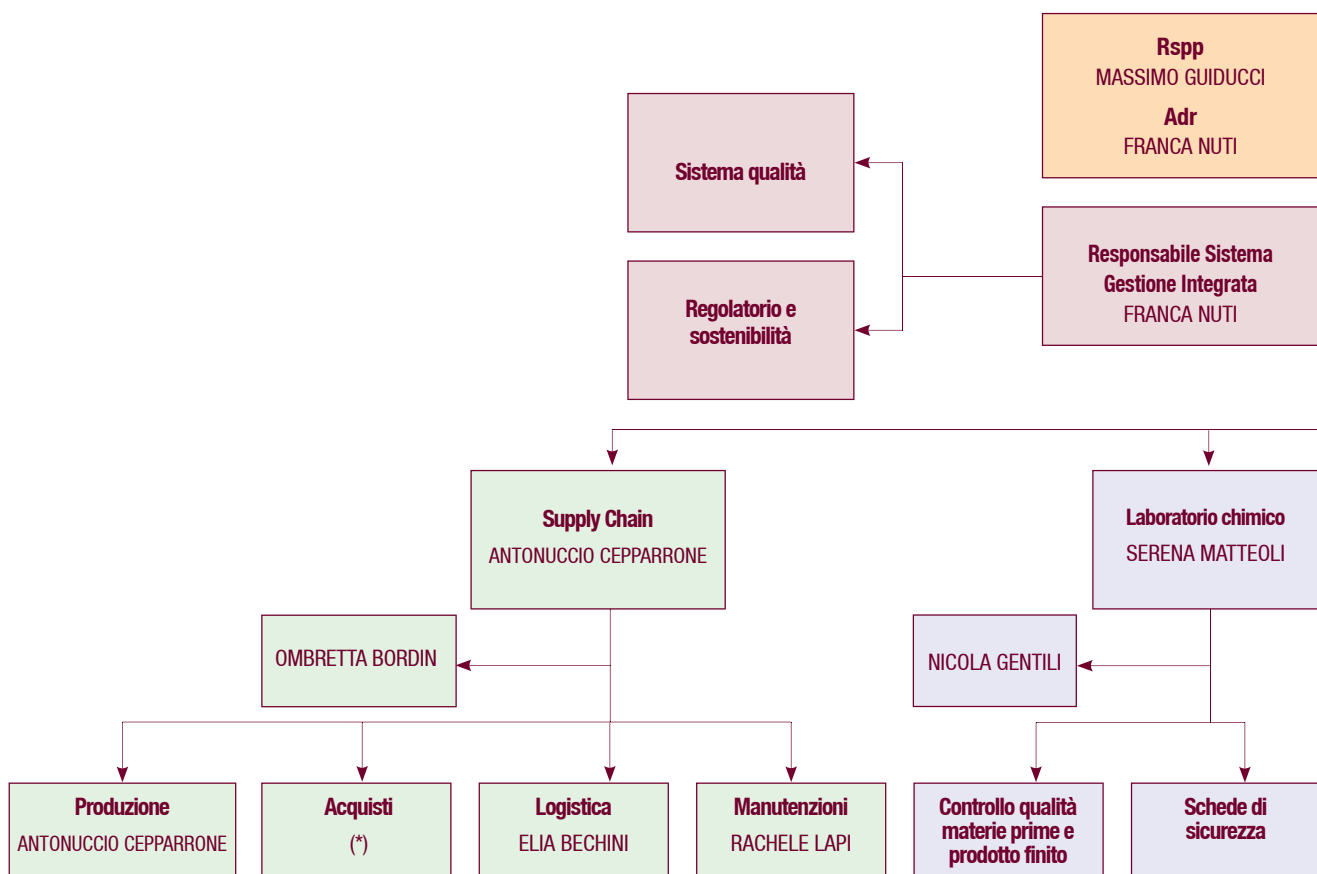 Rspp
MASSIMO GUIDUCCI
Adr
FRANCA NUTI
Sistema qualità
Responsabile Sistema
Gestione Integrata
FRANCA NUTI
Regolatorio e
sostenibilità
Supply Chain
ANTONUCCIO CEPPARRONE
Laboratorio chimico
SERENA MATTEOLI
OMBRETTA BORDIN
NICOLA GENTILI
Produzione
ANTONUCCIO CEPPARRONE
Acquisti
(*)
Logistica
ELIA BECHINI
Manutenzioni
RACHELE LAPI
Controllo qualità
materie prime e
prodotto finito
Schede di
sicurezza